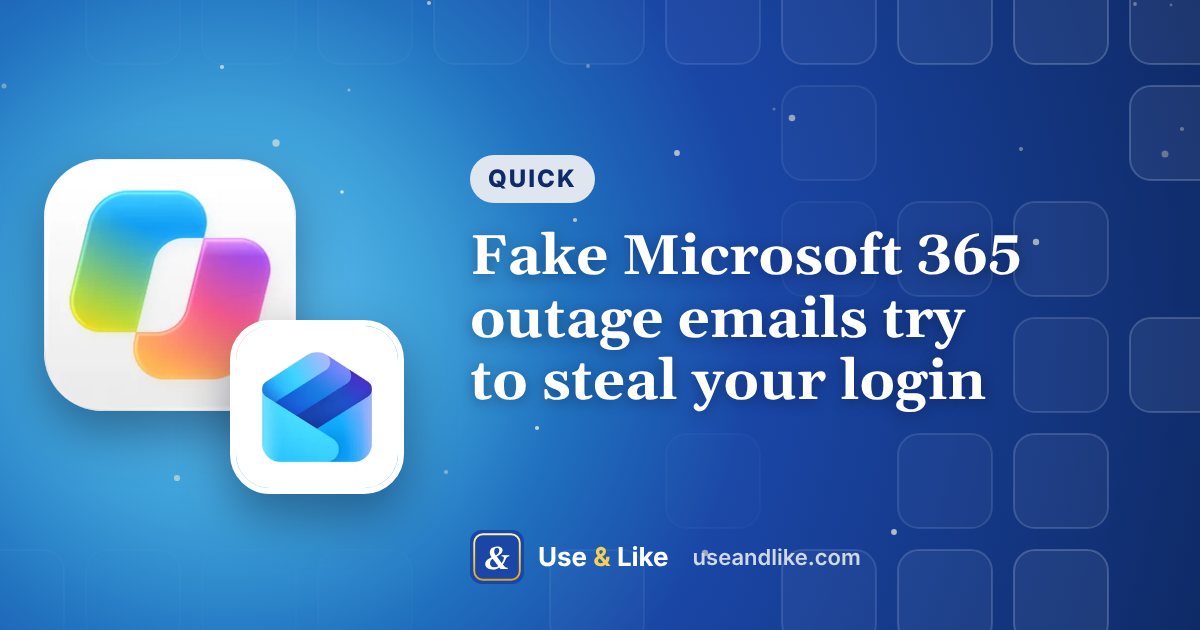 QUICK
Fake Microsoft 365
outage emails try
to steal your login
& Use & Like useandlike.com